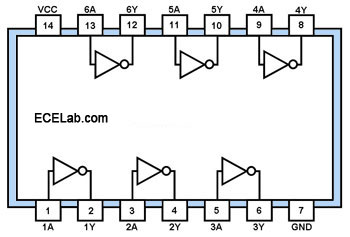 VCC 6A 6Y 5A 5Y 4A 4Y
14 13 12 11 10 9 8
ECELab.com
1 2 3 4 5 6 7
1A 1Y 2A 2Y 3A 3Y GND